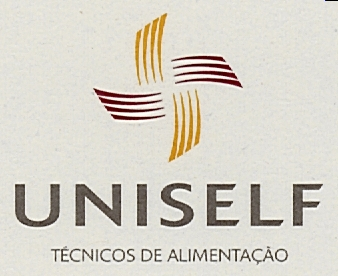 UNISELF
TÉCNICOS DE ALIMENTAÇÃO